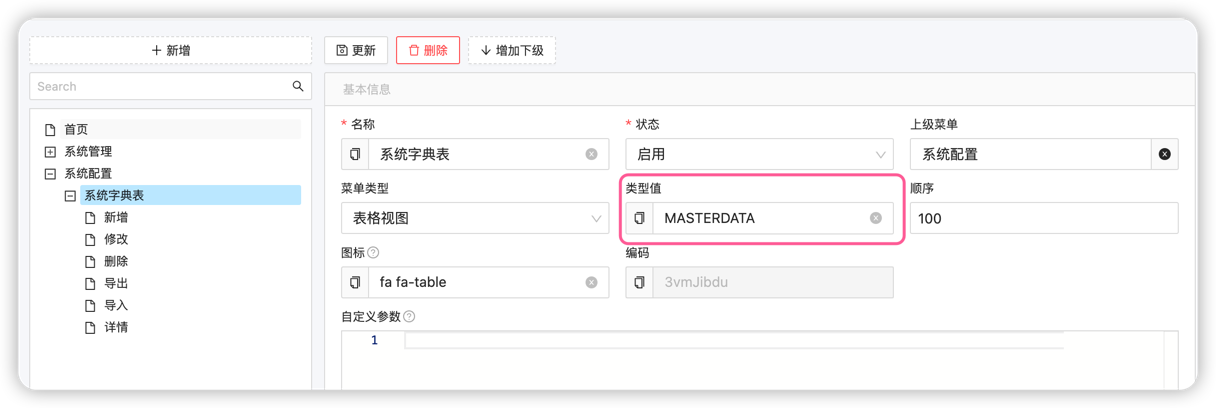 + 新增
更新
删除
增加下级
Search
首页
系统管理
系统配置
系统字典表
新增
修改
删除
导出
导入
详情
基本信息
* 名称
* 状态
上级菜单
系统字典表
启用
系统配置
菜单类型
类型值
顺序
表格视图
MASTERDATA
100
图标
编码
fa fa-table
3vmJibdu
自定义参数
1